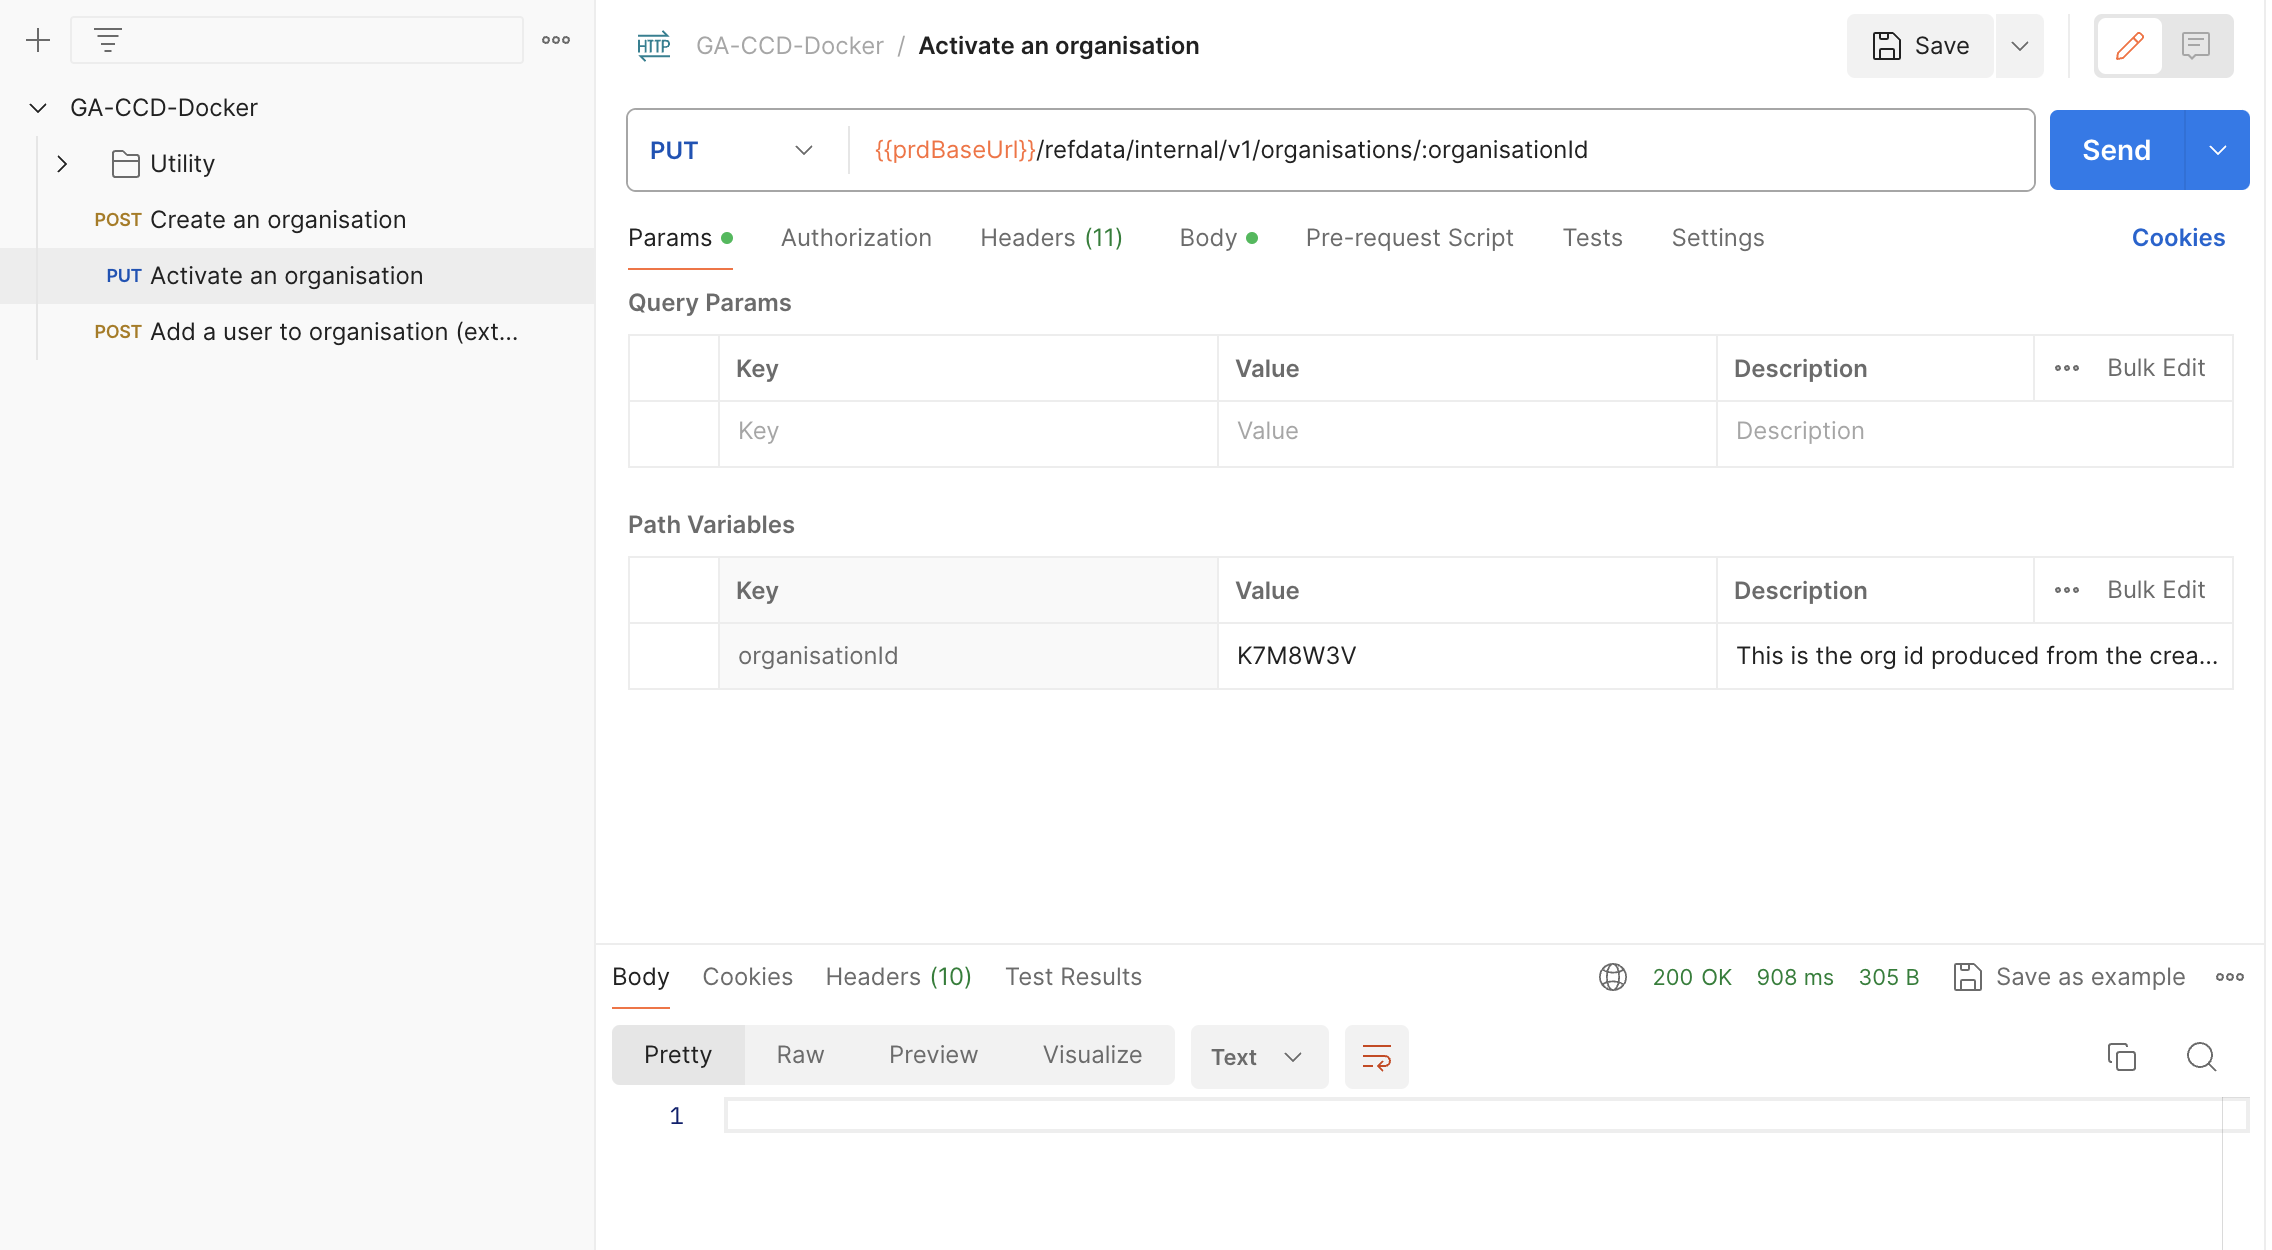 GA-CCD-Docker
Utility
POST Create an organisation
PUT Activate an organisation
POST Add a user to organisation (ext...
HTTP GA-CCD-Docker / Activate an organisation
Save
PUT {{prdBaseUrl}}/refdata/internal/v1/organisations/:organisationId
Send
Params Authorization Headers (11) Body Pre-request Script Tests Settings Cookies
Query Params
Key Value Description Bulk Edit
Key Value Description
Path Variables
Key Value Description Bulk Edit
organisationId K7M8W3V This is the org id produced from the crea...
Body Cookies Headers (10) Test Results 200 OK 908 ms 305 B Save as example
Pretty Raw Preview Visualize Text
1